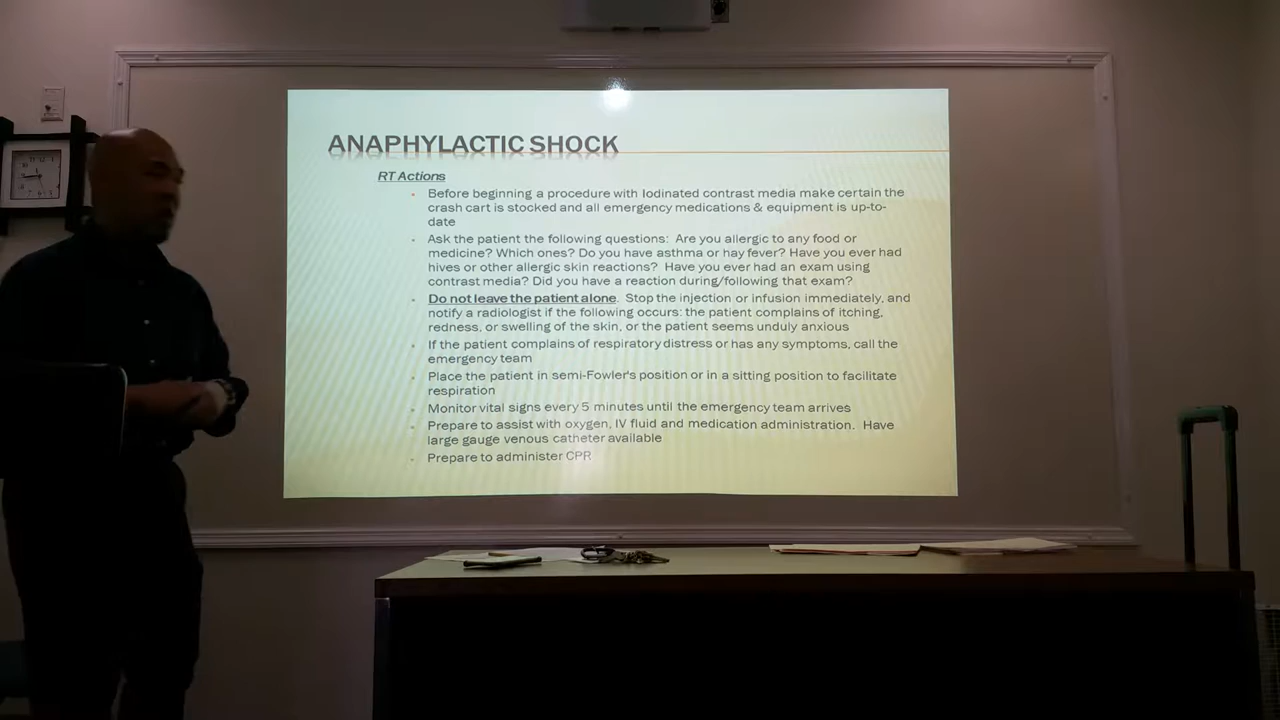 ANAPHYLACTIC SHOCK
RT Actions
Before beginning a procedure with Iodinated contrast media make certain the
crash cart is stocked and all emergency medications & equipment is up-to-
date
Ask the patient the following questions: Are you allergic to any food or
medicine? Which ones? Do you have asthma or hay fever? Have you ever had
hives or other allergic skin reactions? Have you ever had an exam using
contrast media? Did you have a reaction during/following that exam?
Do not leave the patient alone. Stop the injection or infusion immediately, and
notify a radiologist if the following occurs: the patient complains of itching,
redness, or swelling of the skin, or the patient seems unduly anxious
If the patient complains of respiratory distress or has any symptoms, call the
emergency team
Place the patient in semi-Fowler's position or in a sitting position to facilitate
respiration
Monitor vital signs every 5 minutes until the emergency team arrives
Prepare to assist with oxygen, IV fluid and medication administration. Have
large gauge venous catheter available
Prepare to administer CPR